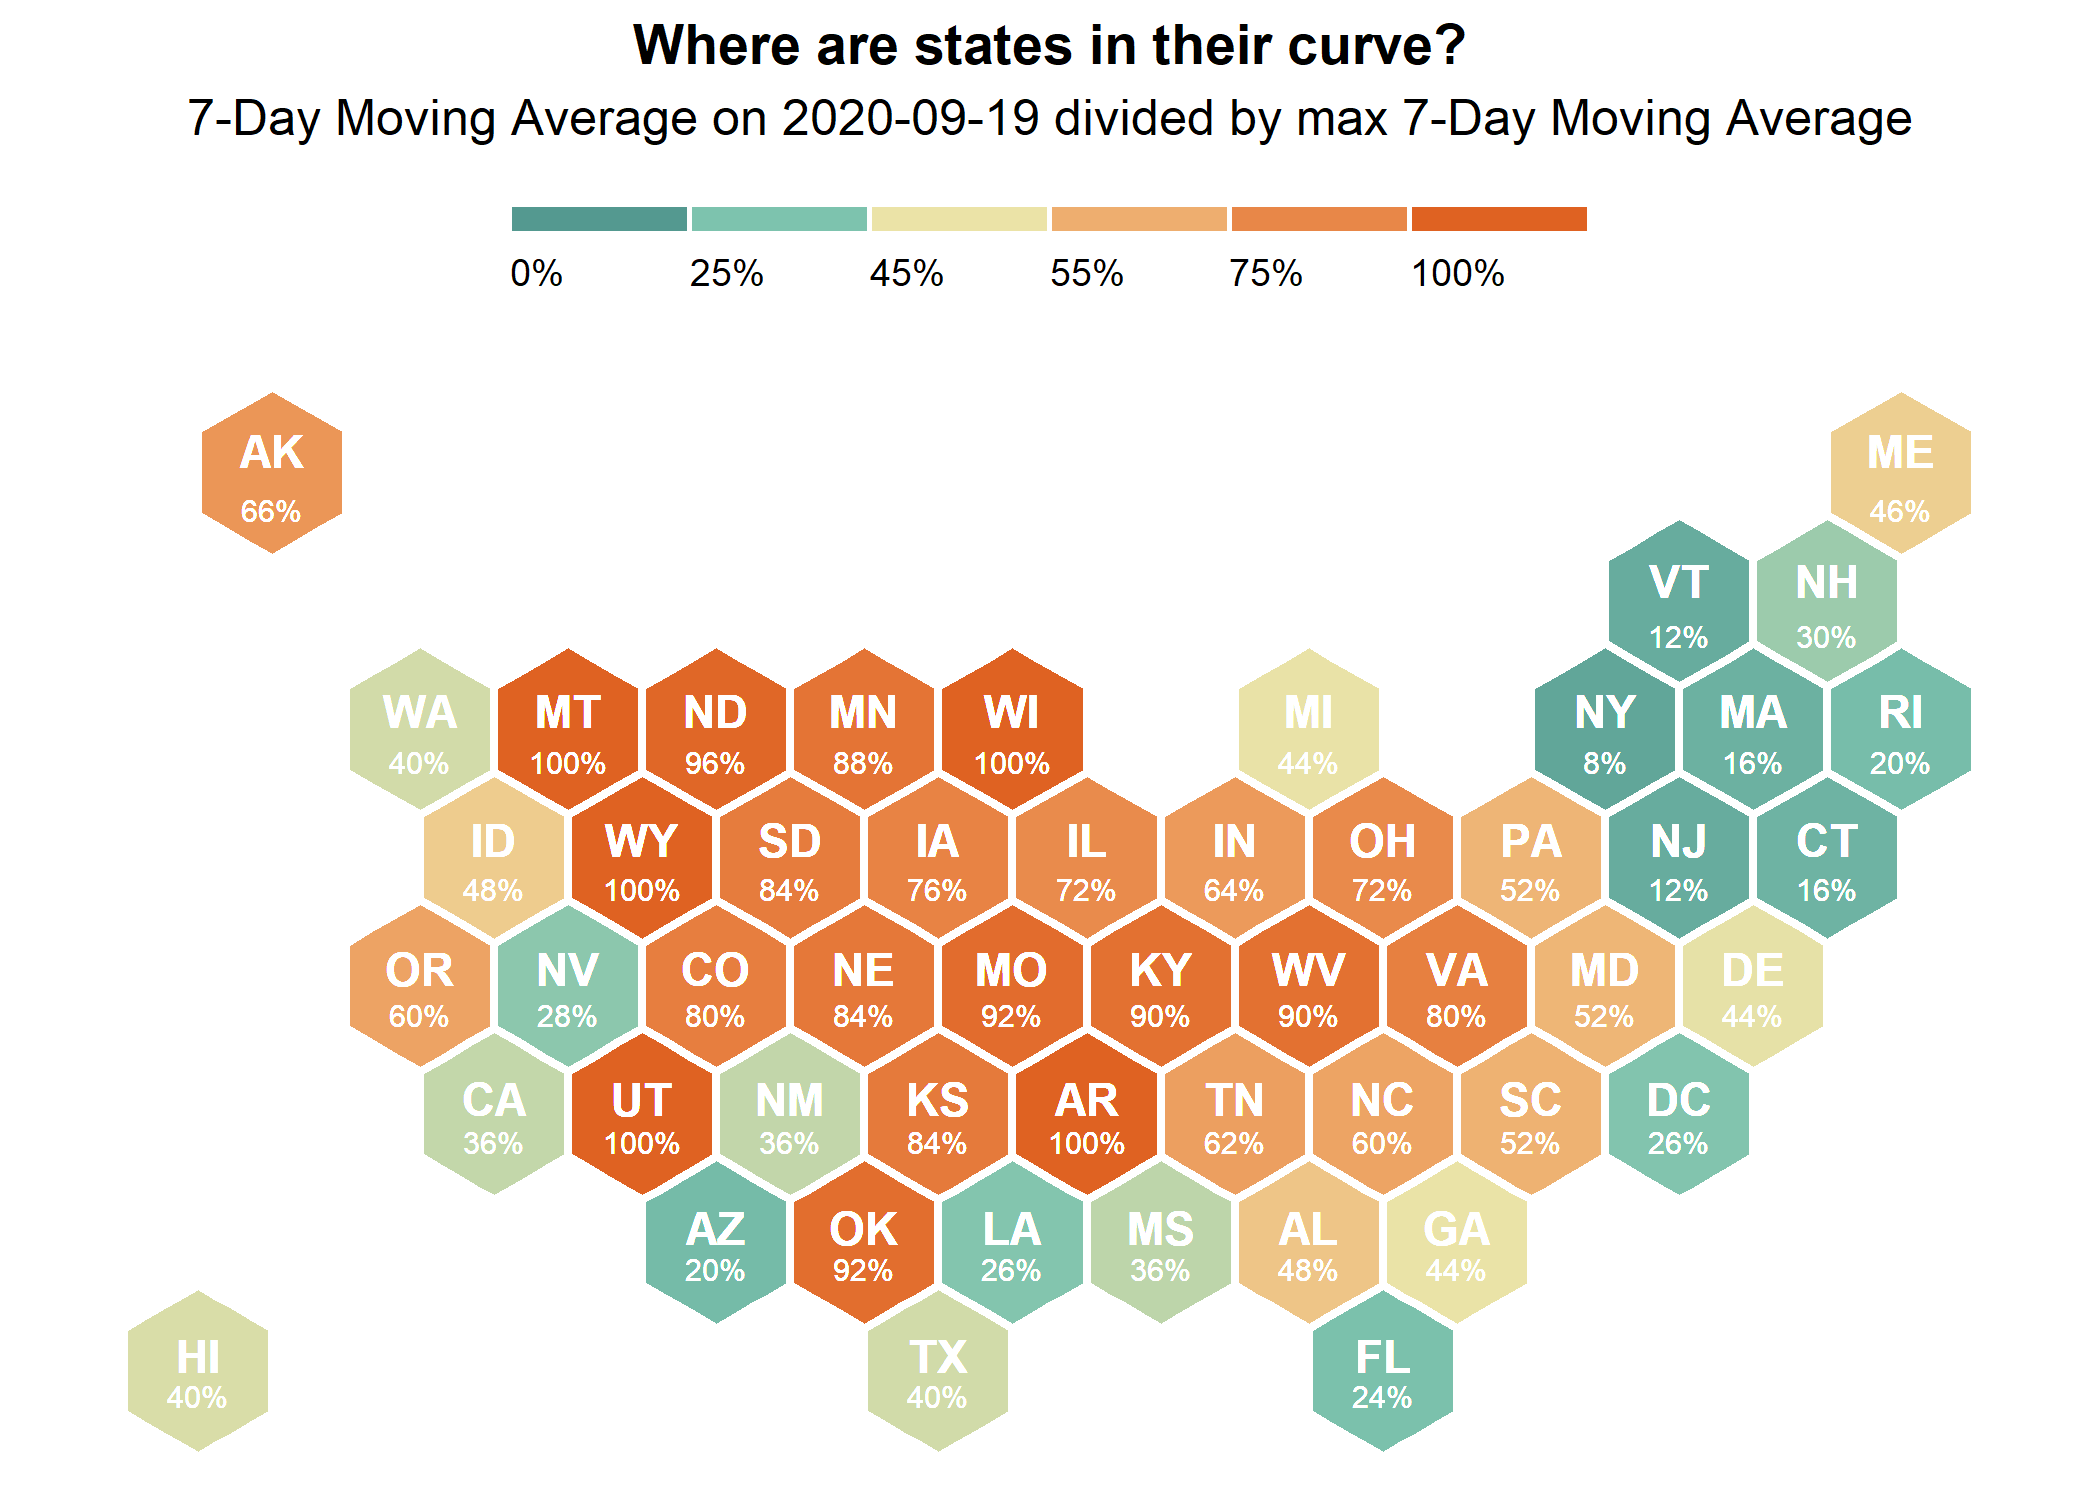 Where are states in their curve?
7-Day Moving Average on 2020-09-19 divided by max 7-Day Moving Average
0% 25% 45% 55% 75% 100%
AK ME
66% 46%
VT NH
12% 30%
WA MT ND MN WI MI NY MA RI
40% 100% 96% 88% 100% 44% 8% 16% 20%
ID WY SD IA IL IN OH PA NJ CT
48% 100% 84% 76% 72% 64% 72% 52% 12% 16%
OR NV CO NE MO KY WV VA MD DE
60% 28% 80% 84% 92% 90% 90% 80% 52% 44%
CA UT NM KS AR TN NC SC DC
36% 100% 36% 84% 100% 62% 60% 52% 26%
AZ OK LA MS AL GA
20% 92% 26% 36% 48% 44%
HI TX FL
40% 40% 24%